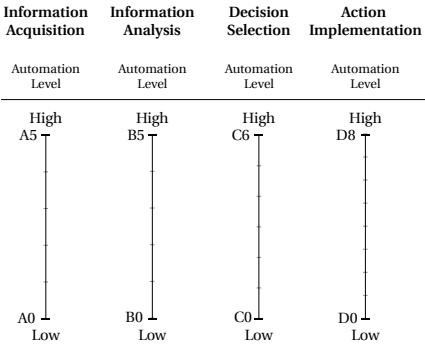 Information Acquisition
Information Analysis
Decision Selection
Action Implementation
Automation Level
Automation Level
Automation Level
Automation Level
High
High
High
High
A5
B5
C6
D8
A0
B0
C0
D0
Low
Low
Low
Low